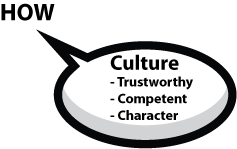 HOW
Culture
- Trustworthy
- Competent
- Character